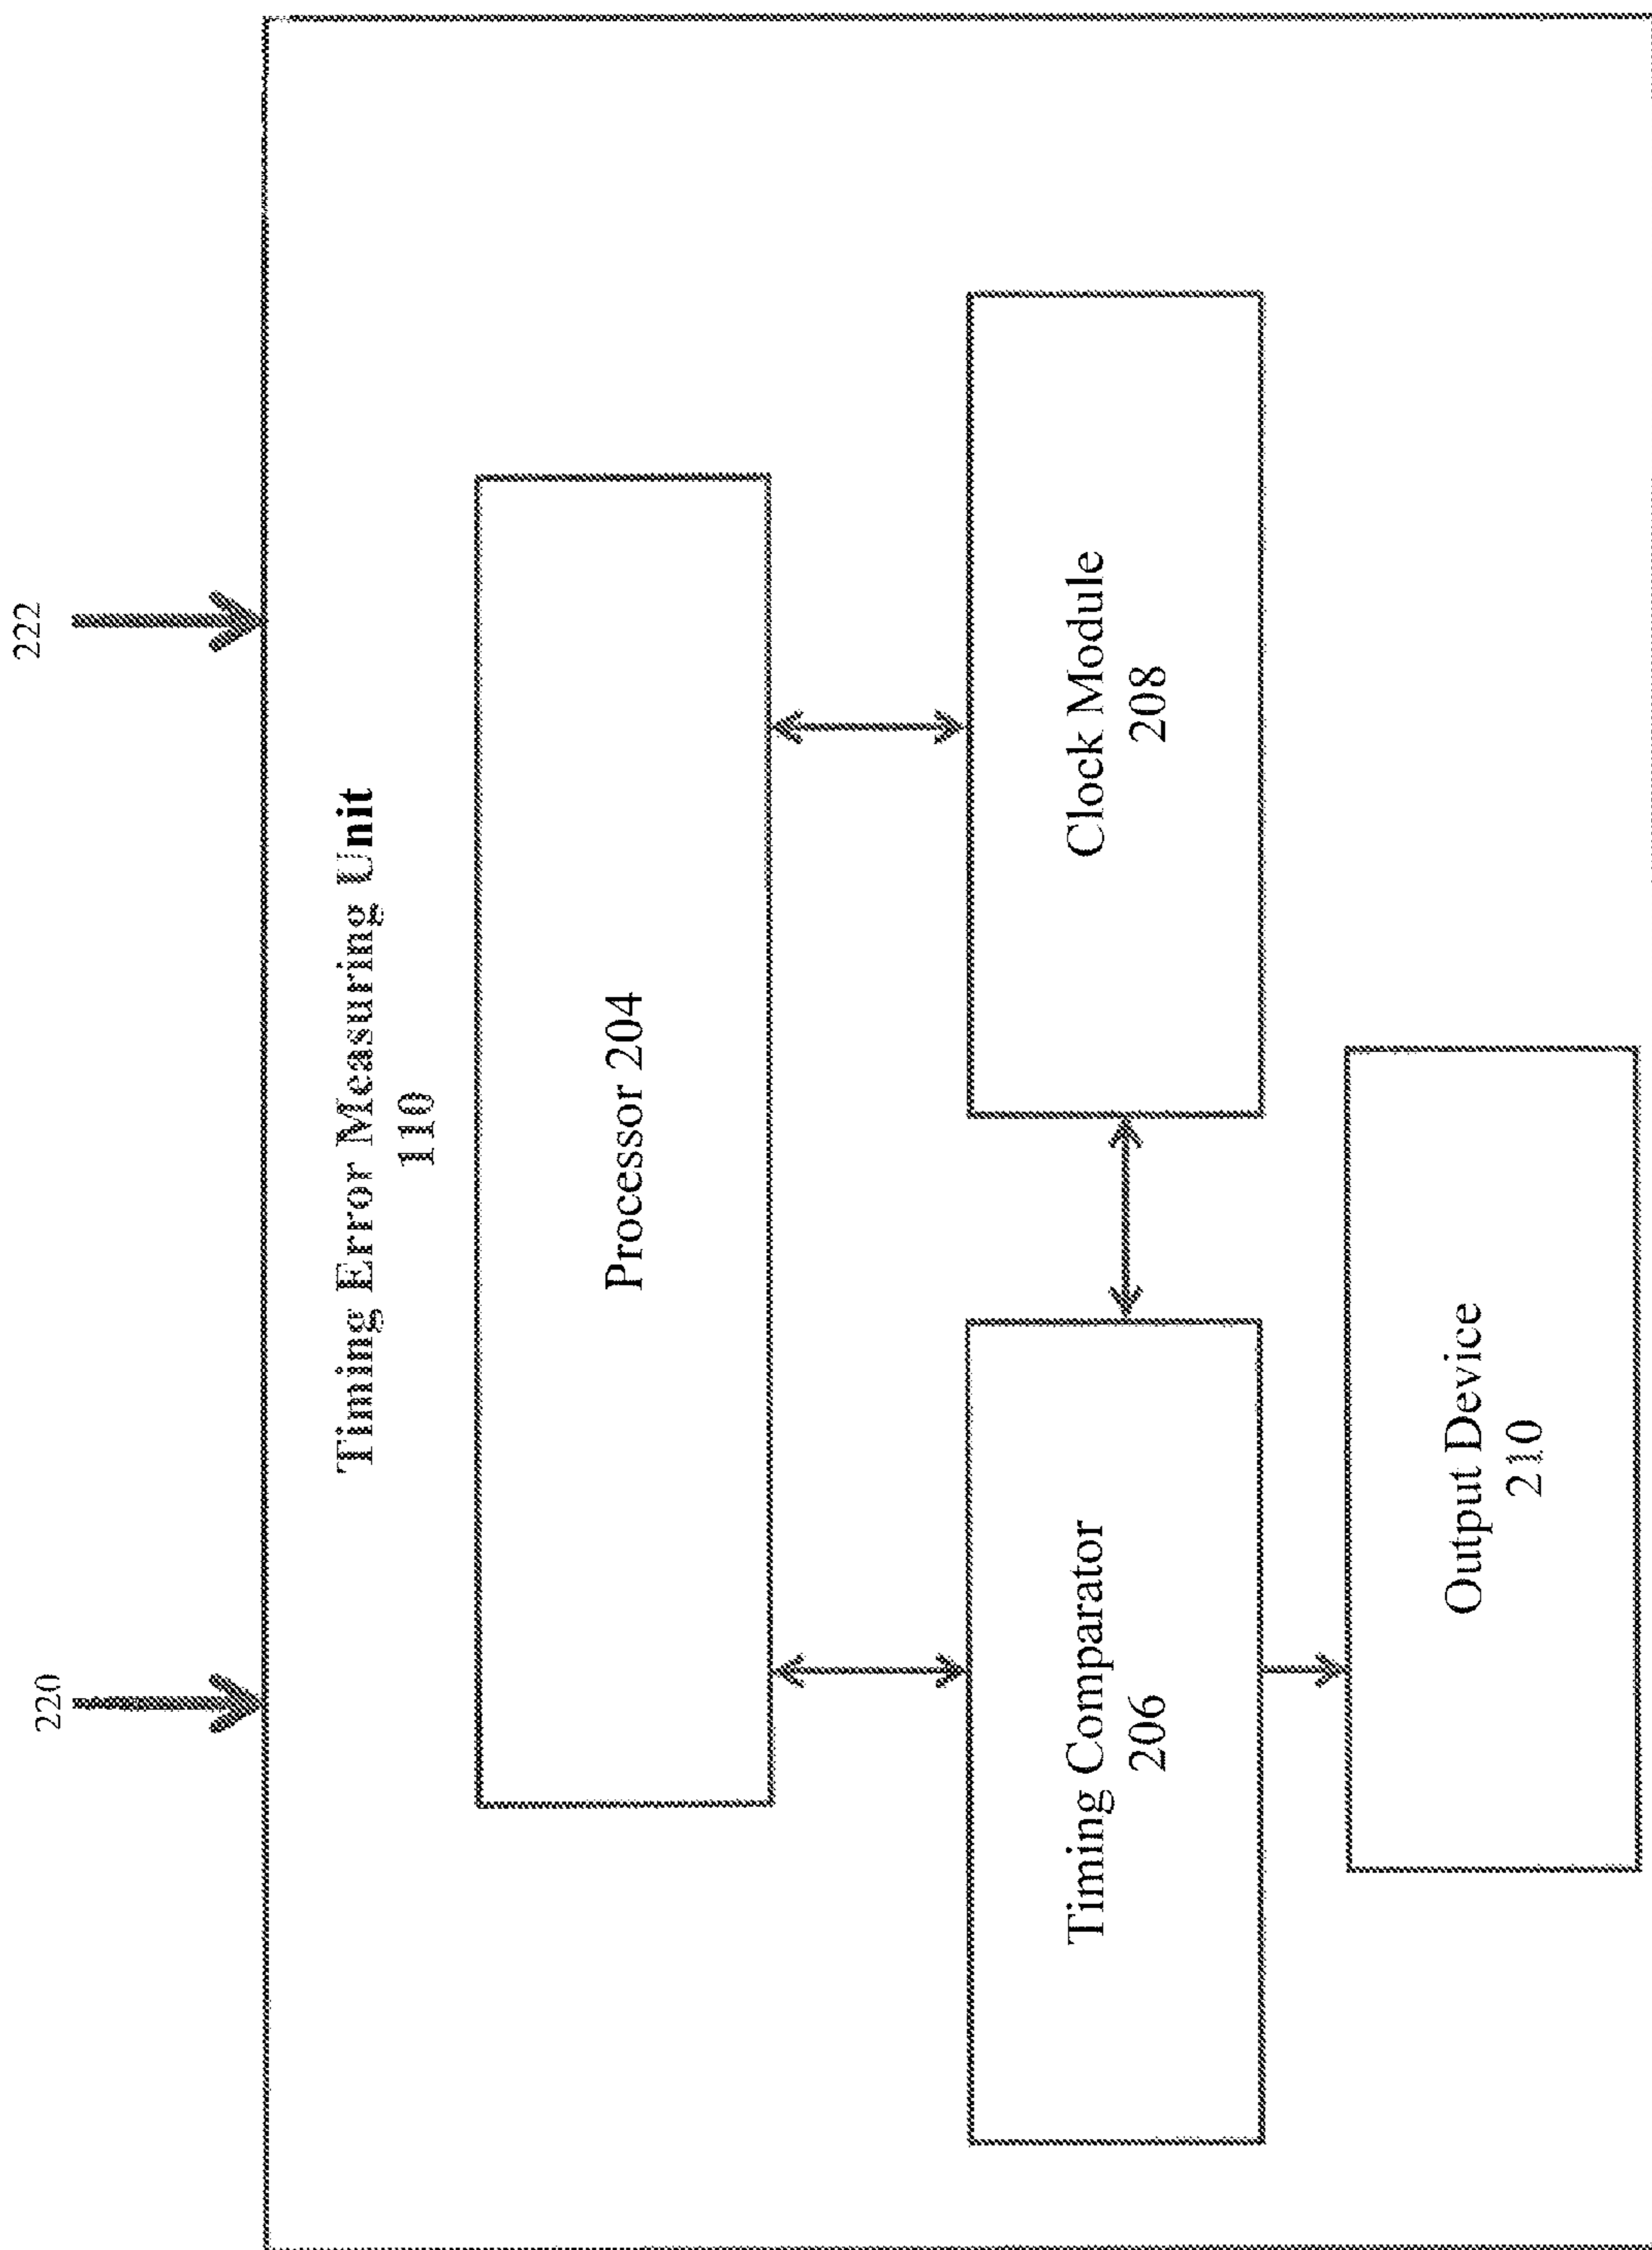 220
222
Timing Error Measuring Unit
110
Processor 204
Timing Comparator
206
Clock Module
208
Output Device
210